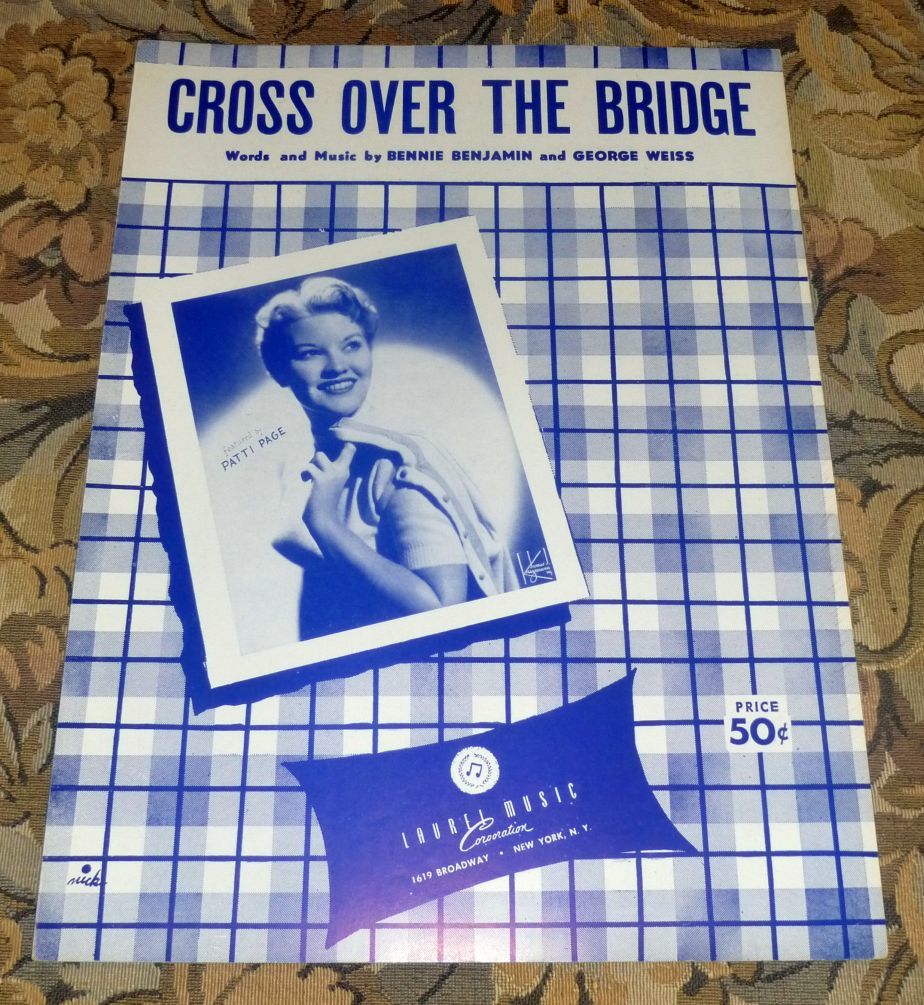 CROSS OVER THE BRIDGE
Words and Music by BENNIE BENJAMIN and GEORGE WEISS
featured by
PATTI PAGE
PRICE
50¢
LAUREL MUSIC
Corporation
1619 BROADWAY • NEW YORK, N.Y.
nick